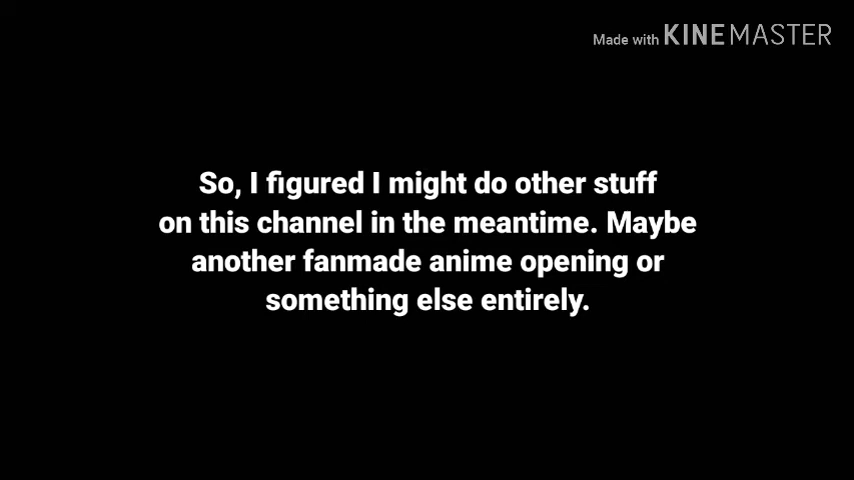 Made with KINEMASTER
So, I figured I might do other stuff
on this channel in the meantime. Maybe
another fanmade anime opening or
something else entirely.